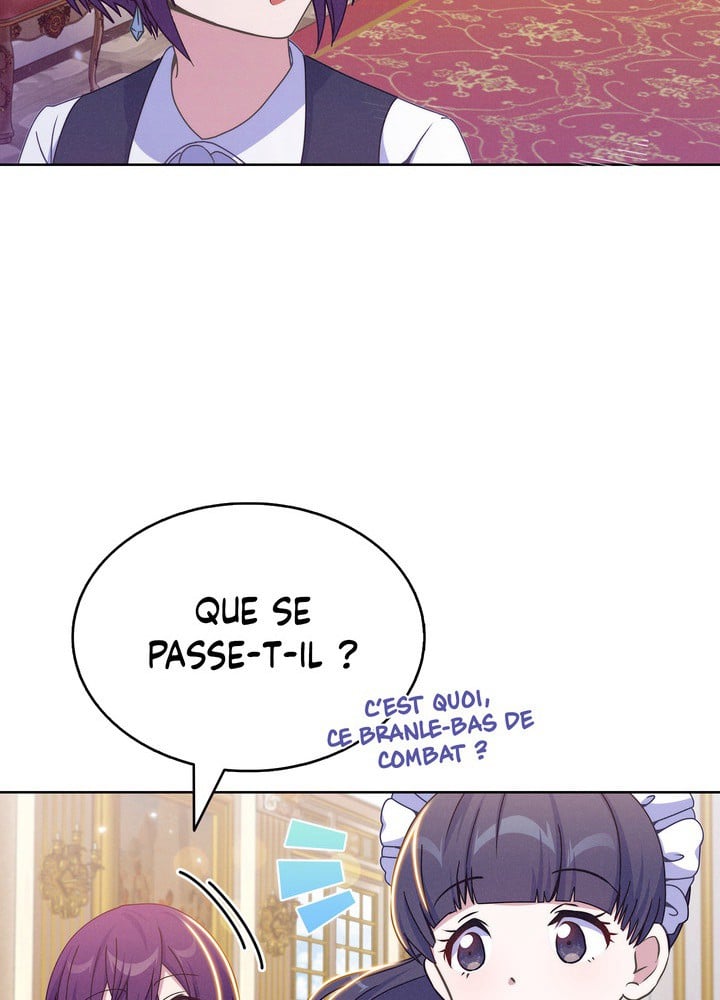 QUE SE
PASSE-T-IL ?
C'EST QUOI,
CE BRANLE-BAS DE
COMBAT ?